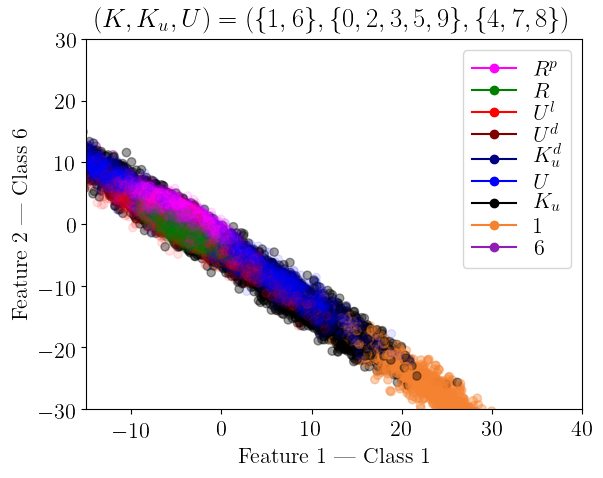 (K, K_u, U) = ({1, 6}, {0, 2, 3, 5, 9}, {4, 7, 8})
30
20
10
0
−10
−20
−30
Feature 2 — Class 6
R^p
R
U^l
U^d
K_u^d
U
K_u
1
6
−10 0 10 20 30 40
Feature 1 — Class 1